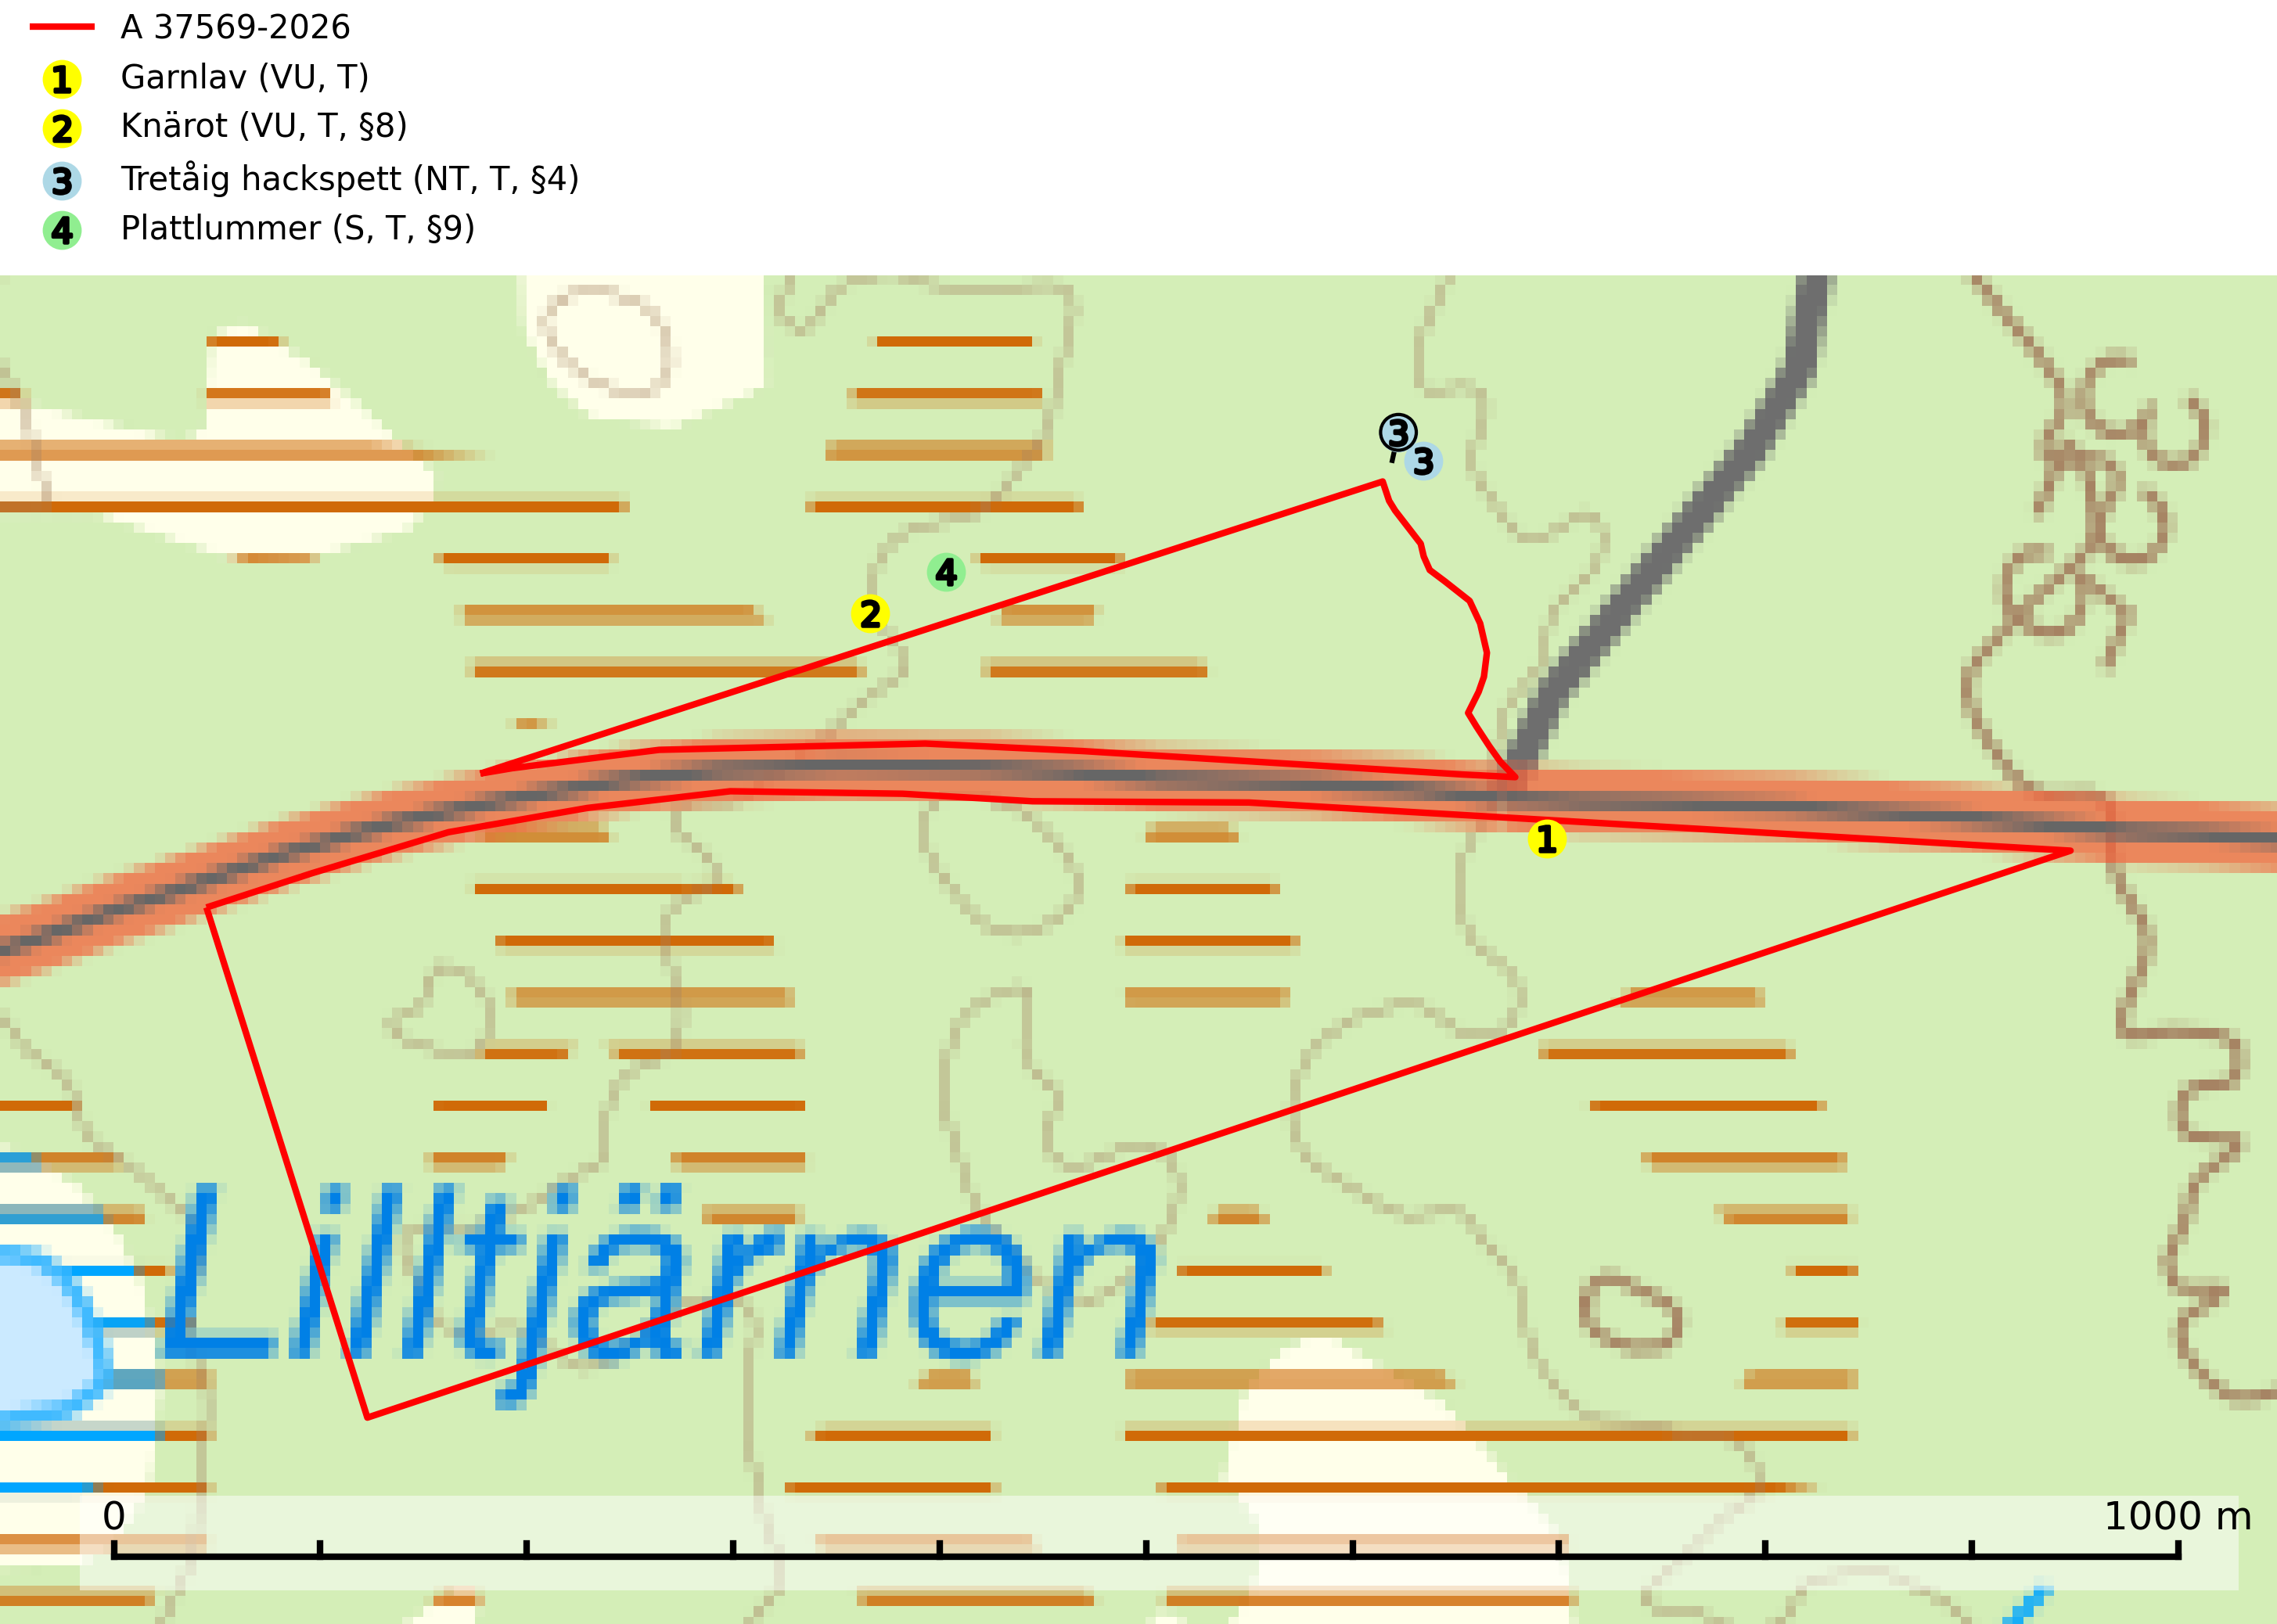 A 37569-2026
1 Garnlav (VU, T)
2 Knärot (VU, T, §8)
3 Tretåig hackspett (NT, T, §4)
4 Plattlummer (S, T, §9)
3
3
4
2
1
Lilltjärnen
0 1000 m